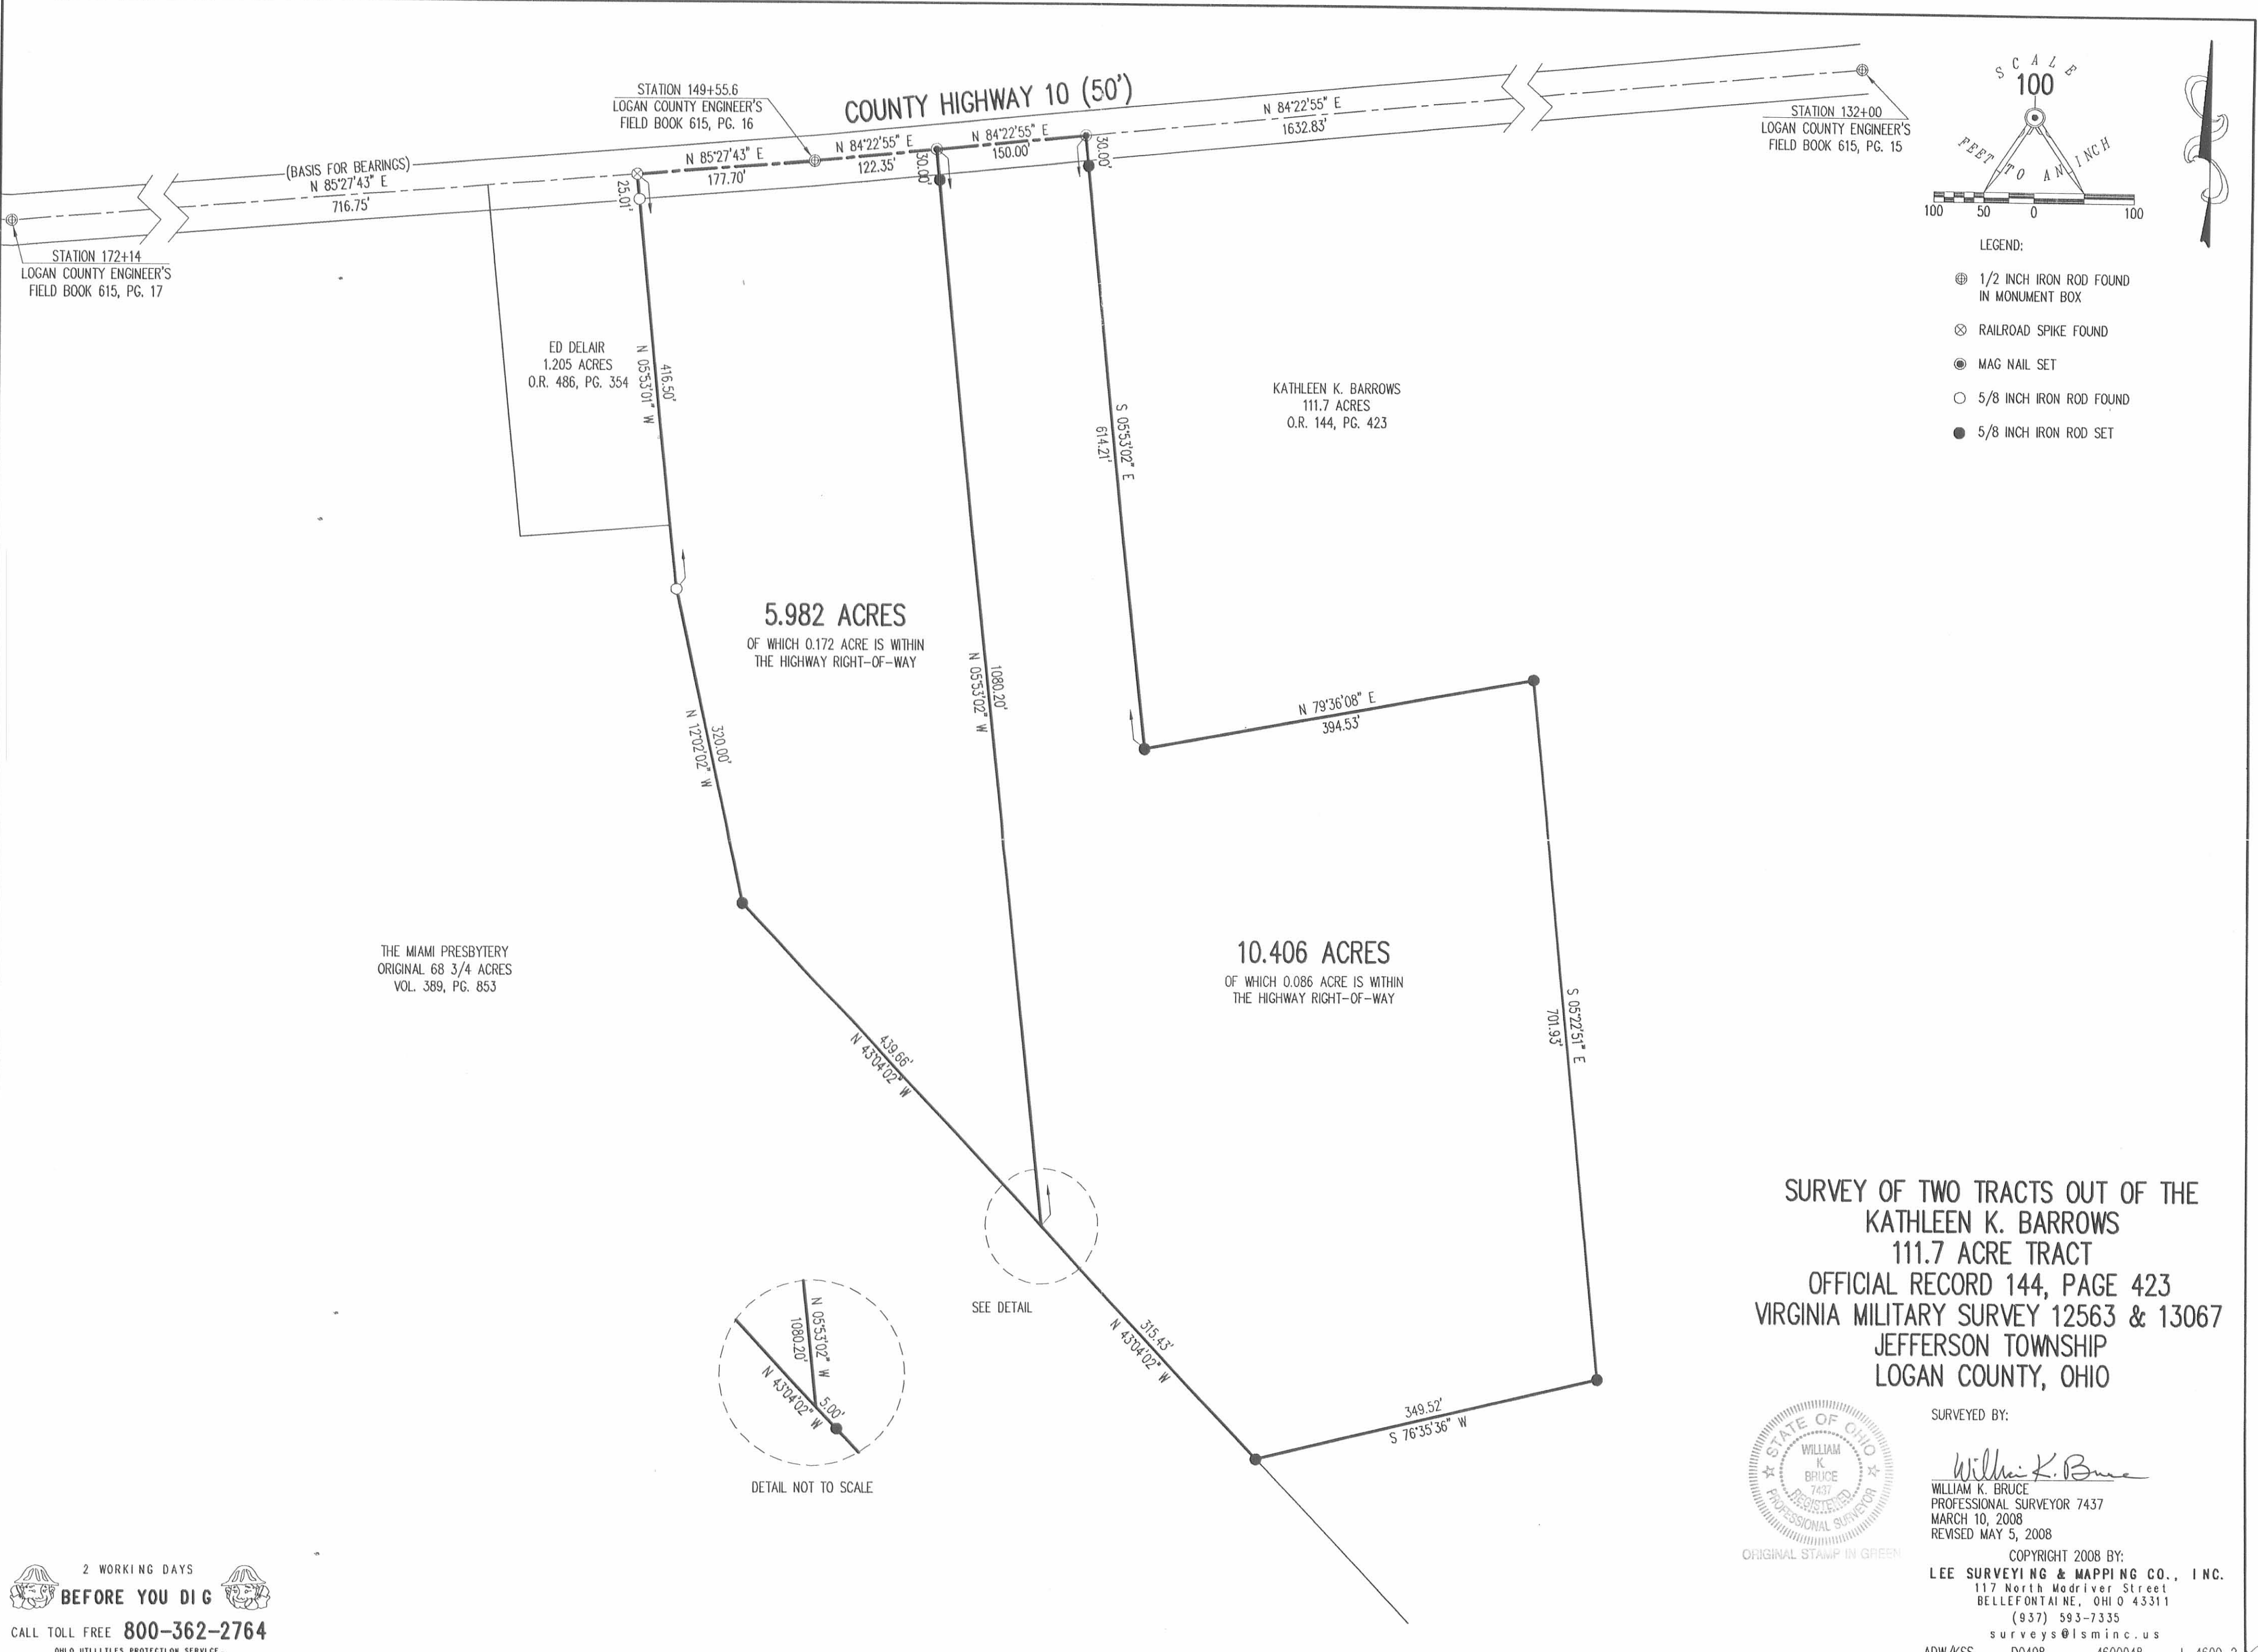 STATION 149+55.6
LOGAN COUNTY ENGINEER'S
FIELD BOOK 615, PG. 16
COUNTY HIGHWAY 10 (50')
(BASIS FOR BEARINGS)
N 85°27'43" E
716.75'
STATION 172+14
LOGAN COUNTY ENGINEER'S
FIELD BOOK 615, PG. 17
N 85°27'43" E
177.70'
N 84°22'55" E
122.35'
N 84°22'55" E
150.00'
N 84°22'55" E
1632.83'
STATION 132+00
LOGAN COUNTY ENGINEER'S
FIELD BOOK 615, PG. 15
25.01'
30.00'
30.00'
SCALE
100
FEET TO AN INCH
100 50 0 100
LEGEND:
1/2 INCH IRON ROD FOUND
IN MONUMENT BOX
RAILROAD SPIKE FOUND
MAG NAIL SET
5/8 INCH IRON ROD FOUND
5/8 INCH IRON ROD SET
ED DELAIR
1.205 ACRES
O.R. 486, PG. 354
N 05°53'01" W
416.50'
KATHLEEN K. BARROWS
111.7 ACRES
O.R. 144, PG. 423
S 05°53'02" E
614.21'
5.982 ACRES
OF WHICH 0.172 ACRE IS WITHIN
THE HIGHWAY RIGHT-OF-WAY
N 05°53'02" W
1080.20'
N 12°02'02" W
320.00'
N 79°36'08" E
394.53'
THE MIAMI PRESBYTERY
ORIGINAL 68 3/4 ACRES
VOL. 389, PG. 853
10.406 ACRES
OF WHICH 0.086 ACRE IS WITHIN
THE HIGHWAY RIGHT-OF-WAY
S 05°22'51" E
701.93'
439.66'
N 43°04'02" W
SEE DETAIL
N 05°53'02" W
1080.20'
N 43°04'02" W
5.00'
DETAIL NOT TO SCALE
315.43'
N 43°04'02" W
349.52'
S 76°35'36" W
SURVEY OF TWO TRACTS OUT OF THE
KATHLEEN K. BARROWS
111.7 ACRE TRACT
OFFICIAL RECORD 144, PAGE 423
VIRGINIA MILITARY SURVEY 12563 & 13067
JEFFERSON TOWNSHIP
LOGAN COUNTY, OHIO
STATE OF OHIO
WILLIAM
K.
BRUCE
7437
REGISTERED
PROFESSIONAL SURVEYOR
ORIGINAL STAMP IN GREEN
SURVEYED BY:
William K. Bruce
WILLIAM K. BRUCE
PROFESSIONAL SURVEYOR 7437
MARCH 10, 2008
REVISED MAY 5, 2008
COPYRIGHT 2008 BY:
LEE SURVEYING & MAPPING CO., INC.
117 North Madriver Street
BELLEFONTAINE, OHIO 43311
(937) 593-7335
surveys@lsminc.us
2 WORKING DAYS
BEFORE YOU DIG
CALL TOLL FREE 800-362-2764
OHIO UTILITIES PROTECTION SERVICE